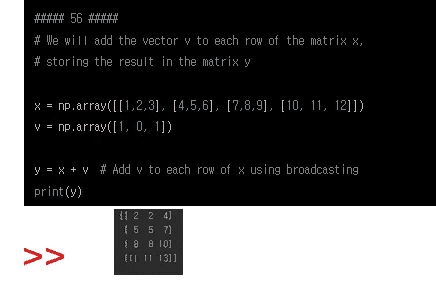 ##### 56 #####
# We will add the vector v to each row of the matrix x,
# storing the result in the matrix y
x = np.array([[1,2,3], [4,5,6], [7,8,9], [10, 11, 12]])
v = np.array([1, 0, 1])
y = x + v  # Add v to each row of x using broadcasting
print(y)
[[ 2  2  4]
[ 5  5  7]
[ 8  8 10]
[11 11 13]]
>>